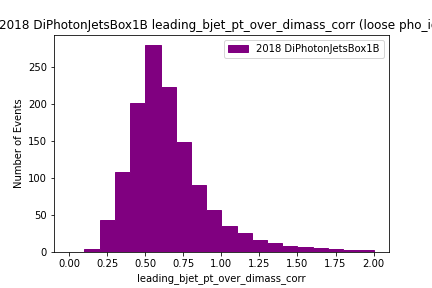 2018 DiPhotonJetsBox1B leading_bjet_pt_over_dimass_corr (loose pho_i
2018 DiPhotonJetsBox1B
Number of Events
250
200
150
100
50
0
0.00 0.25 0.50 0.75 1.00 1.25 1.50 1.75 2.00
leading_bjet_pt_over_dimass_corr